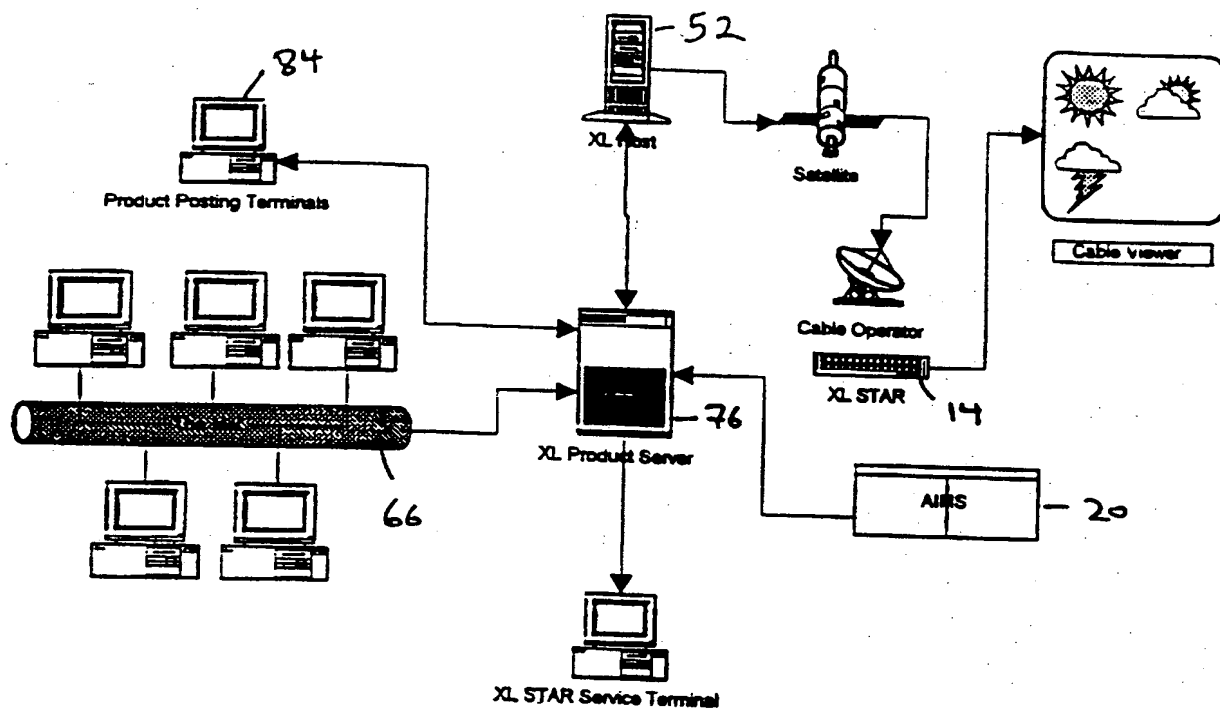 84
52
XL Host
Satellite
Product Posting Terminals
Cable Viewer
Cable Operator
XL STAR
14
76
XL Product Server
66
20
XL STAR Service Terminal